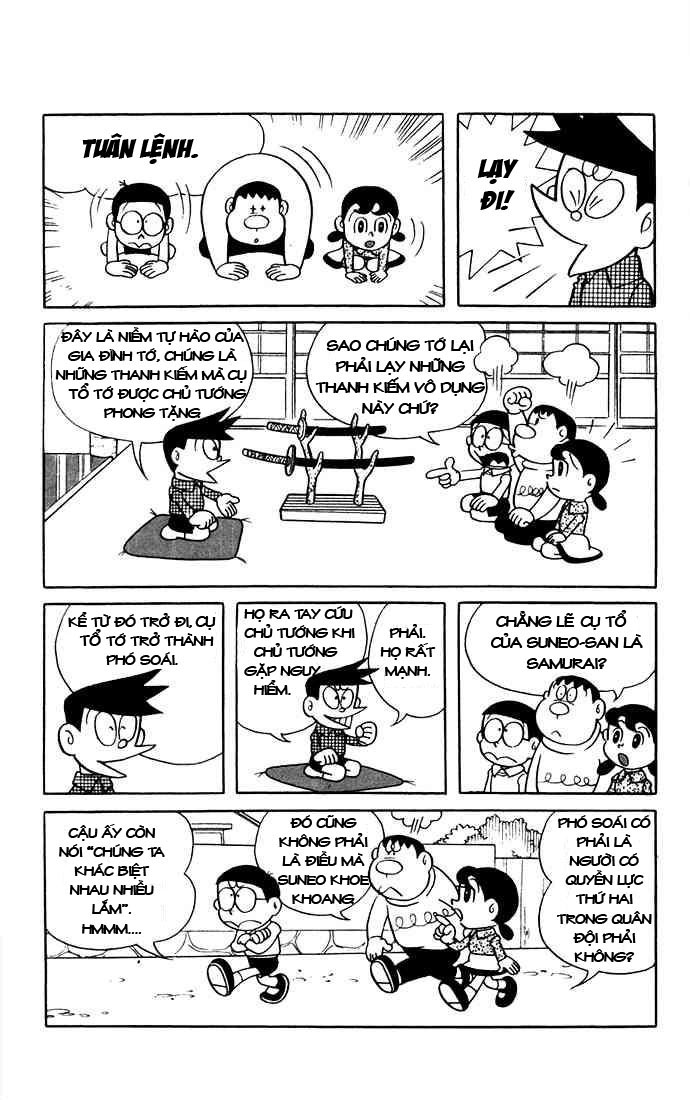 LẠY
ĐI!
TUÂN LỆNH.
SAO CHÚNG TỚ LẠI
PHẢI LẠY NHỮNG
THANH KIẾM VÔ DỤNG
NÀY CHỨ?
ĐÂY LÀ NIỀM TỰ HÀO CỦA
GIA ĐÌNH TỚ, CHÚNG LÀ
NHỮNG THANH KIẾM MÀ CỤ
TỔ TỚ ĐƯỢC CHỦ TƯỚNG
PHONG TẶNG
CHẲNG LẼ CỤ TỔ
CỦA SUNEO-SAN LÀ
SAMURAI?
PHẢI.
HỌ RẤT
MẠNH.
HỌ RA TAY CỨU
CHỦ TƯỚNG KHI
CHỦ TƯỚNG
GẶP NGUY
HIỂM.
KỂ TỪ ĐÓ TRỞ ĐI, CỤ
TỔ TỚ TRỞ THÀNH
PHÓ SOÁI.
PHÓ SOÁI CÓ
PHẢI LÀ
NGƯỜI CÓ
QUYỀN LỰC
THỨ HAI
TRONG QUÂN
ĐỘI PHẢI
KHÔNG?
ĐÓ CŨNG
KHÔNG PHẢI
LÀ ĐIỀU MÀ
SUNEO KHOE
KHOANG
CẬU ẤY CÒN
NÓI "CHÚNG TA
KHÁC BIỆT
NHAU NHIỀU
LẮM".
HMMM....